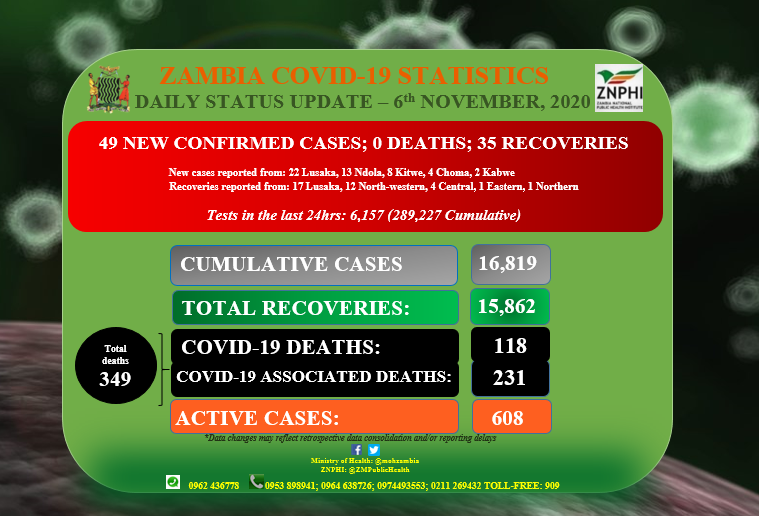 ZAMBIA COVID-19 STATISTICS
DAILY STATUS UPDATE – 6th NOVEMBER, 2020
ZNPHI
ZAMBIA NATIONAL
PUBLIC HEALTH INSTITUTE
49 NEW CONFIRMED CASES; 0 DEATHS; 35 RECOVERIES
New cases reported from: 22 Lusaka, 13 Ndola, 8 Kitwe, 4 Choma, 2 Kabwe
Recoveries reported from: 17 Lusaka, 12 North-western, 4 Central, 1 Eastern, 1 Northern
Tests in the last 24hrs: 6,157 (289,227 Cumulative)
CUMULATIVE CASES 16,819
TOTAL RECOVERIES: 15,862
Total
deaths
349
COVID-19 DEATHS: 118
COVID-19 ASSOCIATED DEATHS: 231
ACTIVE CASES: 608
*Data changes may reflect retrospective data consolidation and/or reporting delays
Ministry of Health: @mohzambia
ZNPHI: @ZMPublicHealth
0962 436778 0953 898941; 0964 638726; 0974493553; 0211 269432 TOLL-FREE: 909